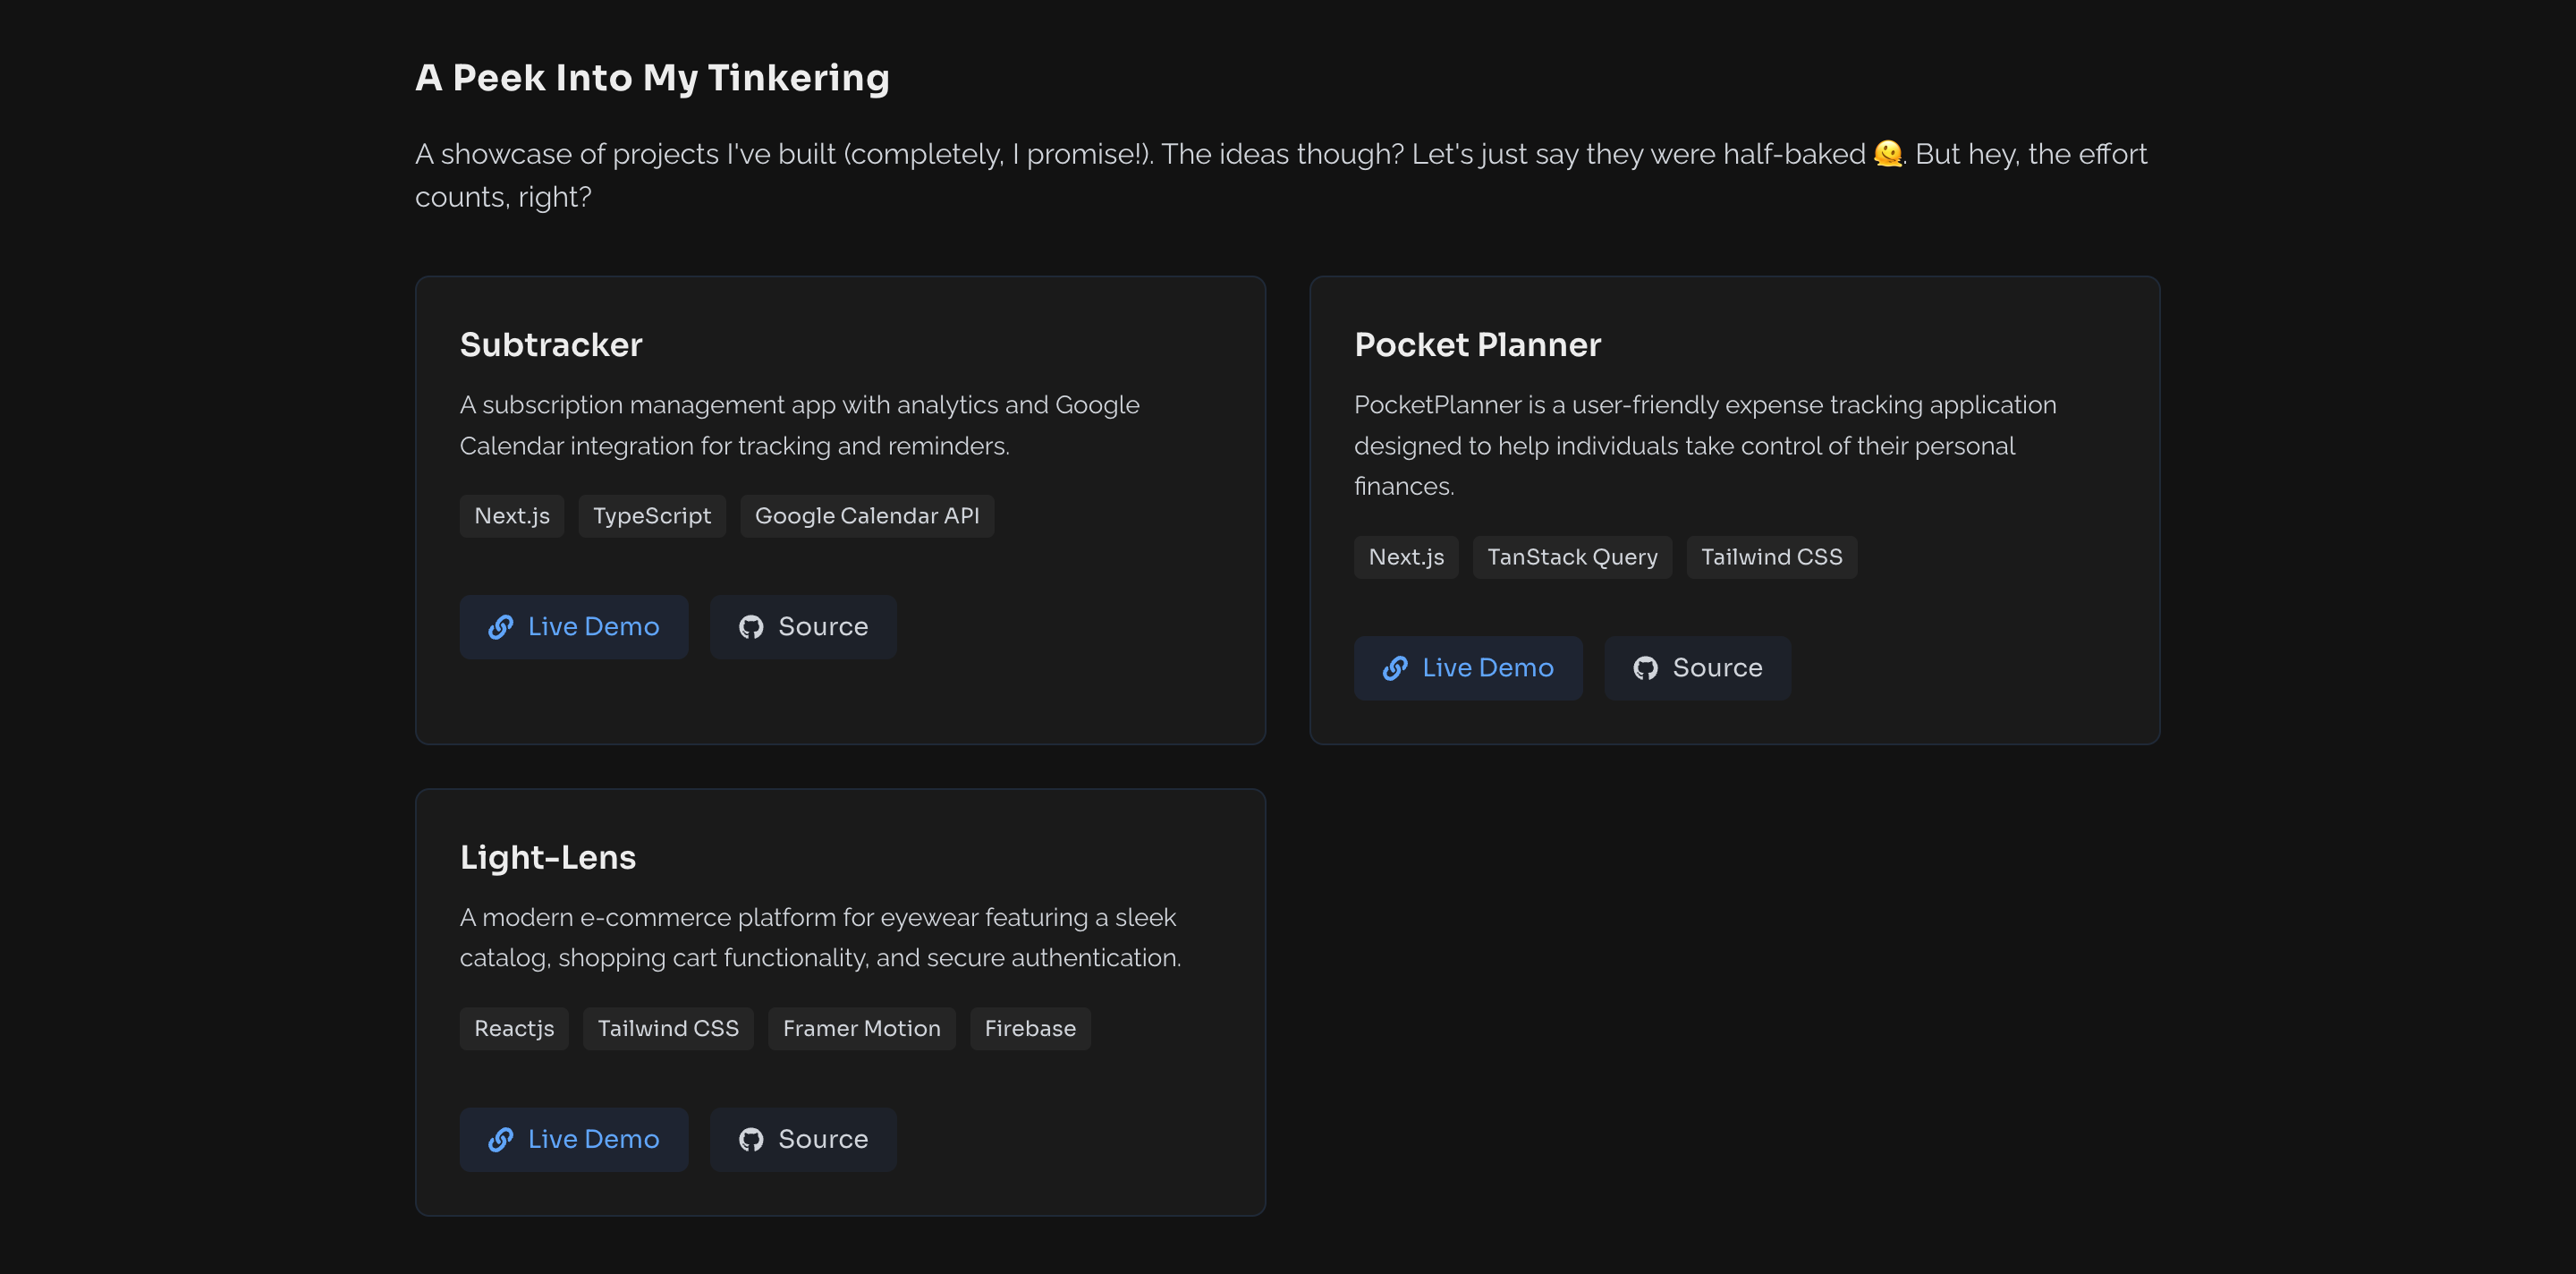 A Peek Into My Tinkering
A showcase of projects I've built (completely, I promise!). The ideas though? Let's just say they were half-baked 🫠. But hey, the effort
counts, right?
Subtracker
A subscription management app with analytics and Google
Calendar integration for tracking and reminders.
Next.js TypeScript Google Calendar API
Live Demo Source
Pocket Planner
PocketPlanner is a user-friendly expense tracking application
designed to help individuals take control of their personal
finances.
Next.js TanStack Query Tailwind CSS
Live Demo Source
Light-Lens
A modern e-commerce platform for eyewear featuring a sleek
catalog, shopping cart functionality, and secure authentication.
Reactjs Tailwind CSS Framer Motion Firebase
Live Demo Source